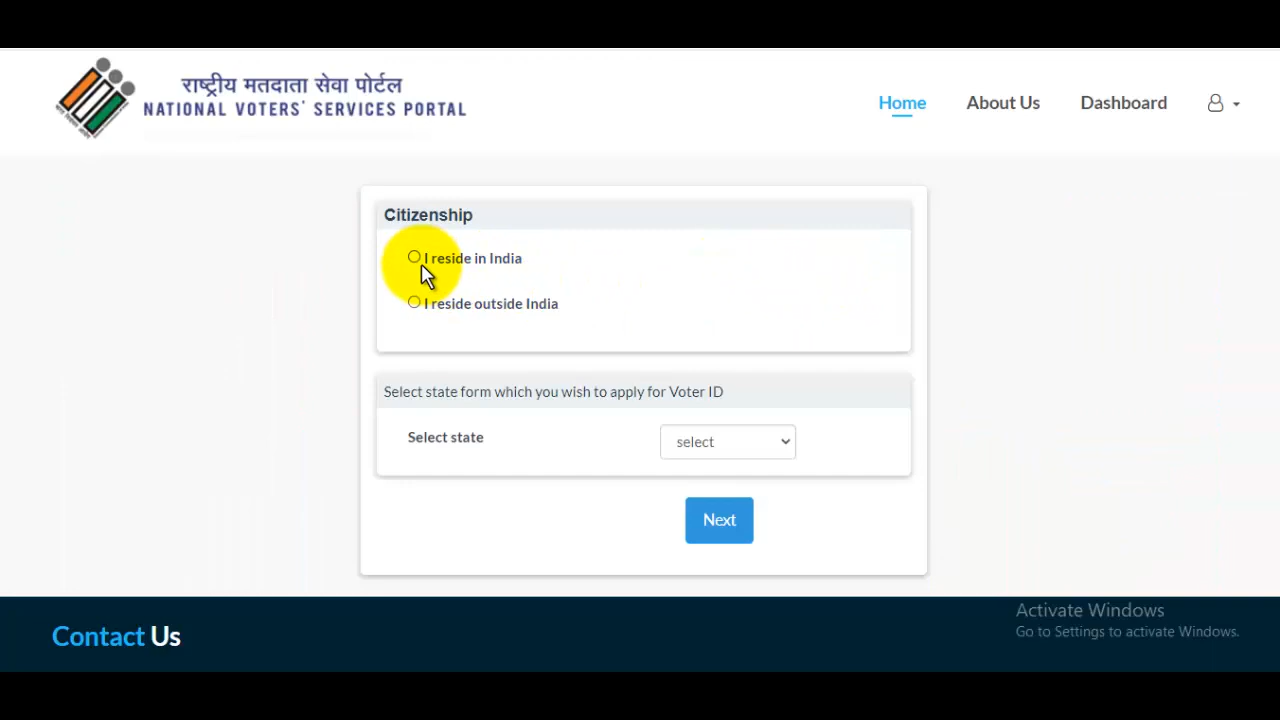 राष्ट्रीय मतदाता सेवा पोर्टल
NATIONAL VOTERS' SERVICES PORTAL
Home
About Us
Dashboard
Citizenship
I reside in India
I reside outside India
Select state form which you wish to apply for Voter ID
Select state
select
Next
Activate Windows
Go to Settings to activate Windows.
Contact Us